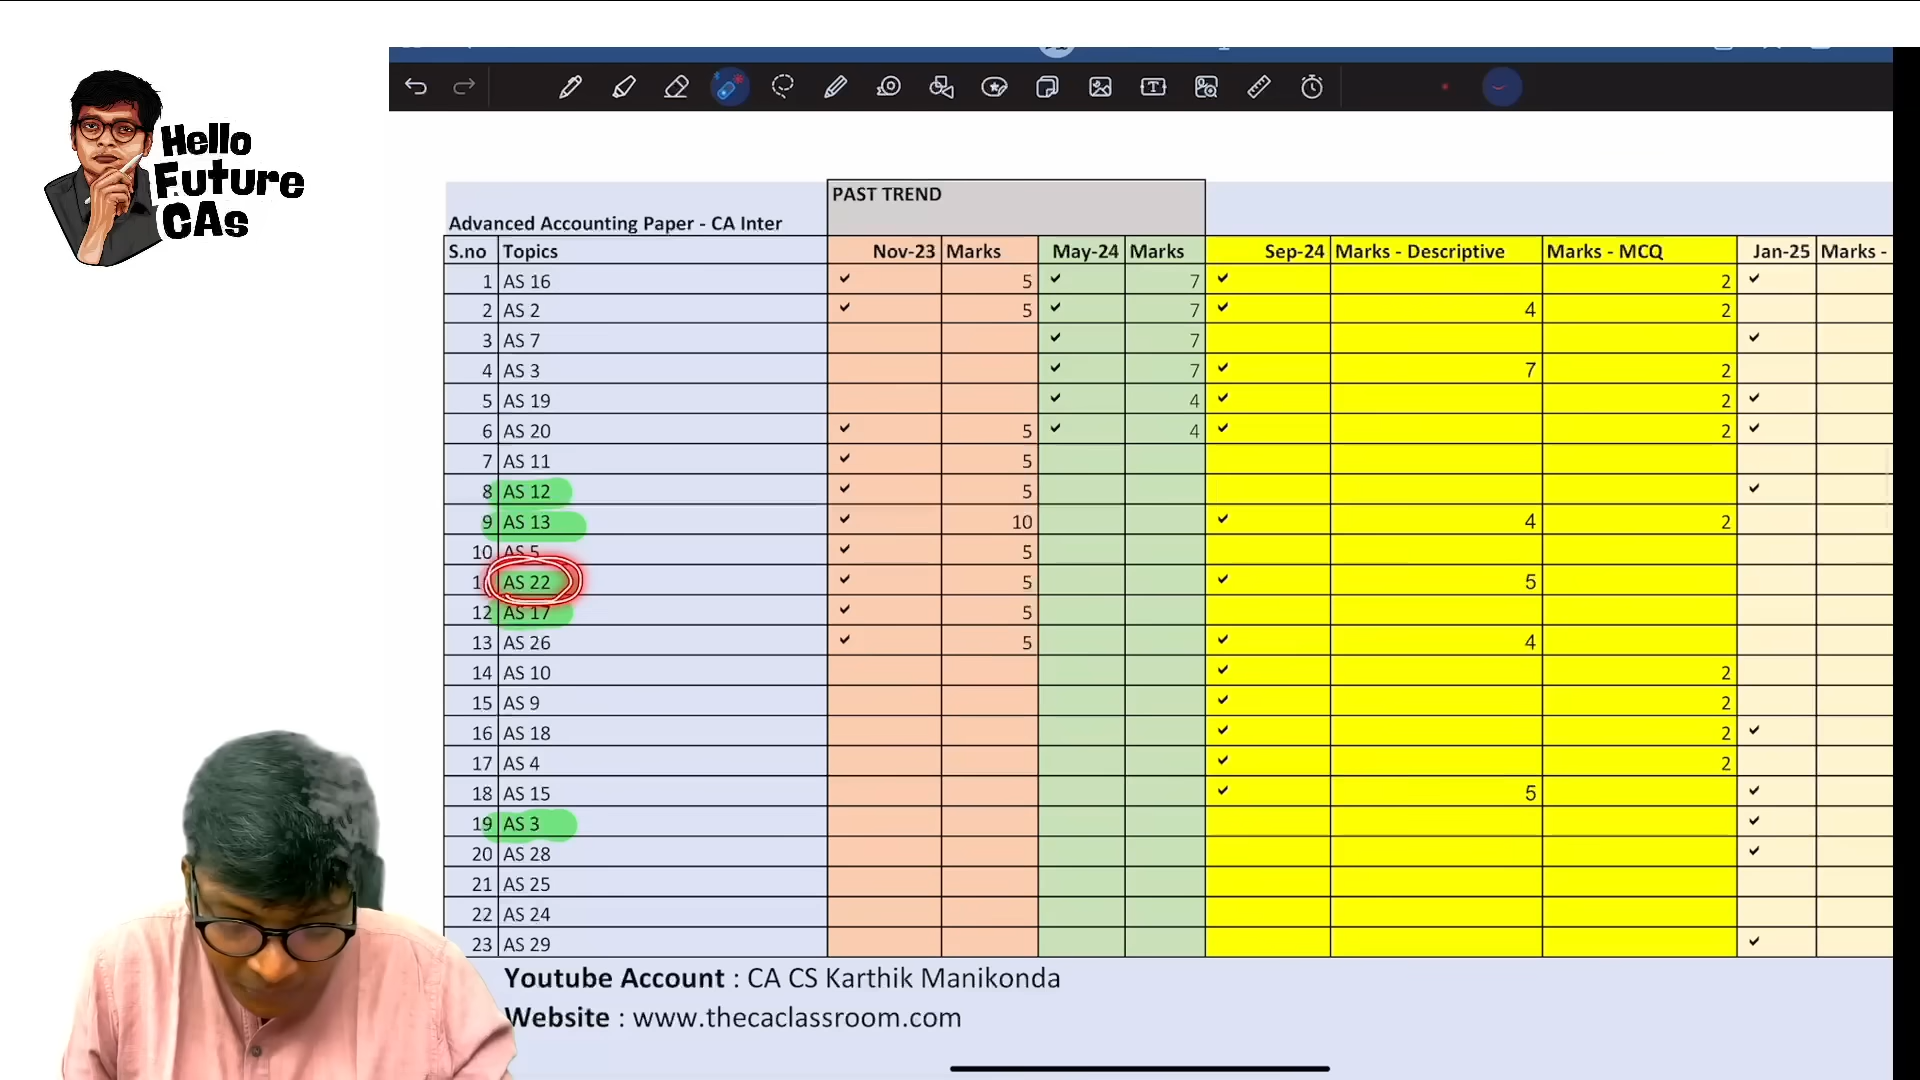 Hello
Future
CAs
PAST TREND
Advanced Accounting Paper - CA Inter
S.no Topics Nov-23 Marks May-24 Marks Sep-24 Marks - Descriptive Marks - MCQ Jan-25 Marks -
1 AS 16 ✓ 5 ✓ 7 ✓ 2 ✓
2 AS 2 ✓ 5 ✓ 7 ✓ 4 2
3 AS 7 ✓ 7 ✓
4 AS 3 ✓ 7 ✓ 7 2
5 AS 19 ✓ 4 ✓ 2 ✓
6 AS 20 ✓ 5 ✓ 4 ✓ 2 ✓
7 AS 11 ✓ 5
8 AS 12 ✓ 5 ✓
9 AS 13 ✓ 10 ✓ 4 2
10 AS 5 ✓ 5
1 AS 22 ✓ 5 ✓ 5
12 AS 17 ✓ 5
13 AS 26 ✓ 5 ✓ 4
14 AS 10 ✓ 2
15 AS 9 ✓ 2
16 AS 18 ✓ 2 ✓
17 AS 4 ✓ 2
18 AS 15 ✓ 5 ✓
19 AS 3 ✓
20 AS 28 ✓
21 AS 25
22 AS 24
23 AS 29 ✓
Youtube Account : CA CS Karthik Manikonda
Website : www.thecaclassroom.com